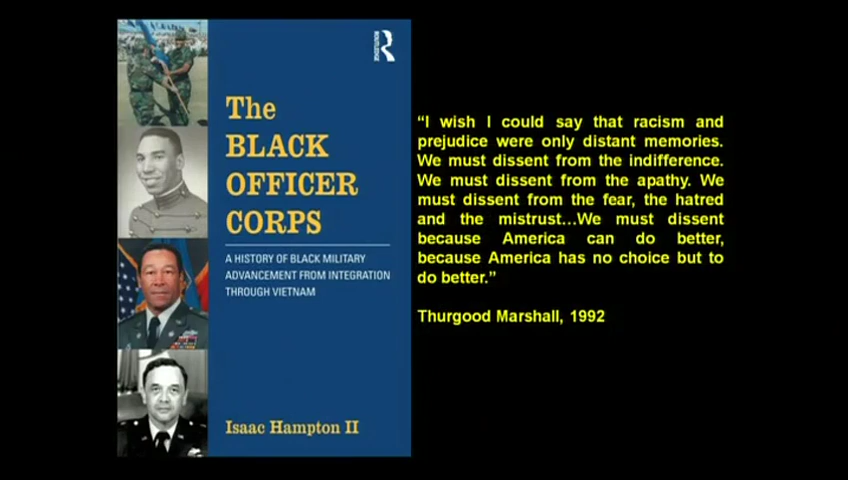 ROUTLEDGE
The
BLACK
OFFICER
CORPS
A HISTORY OF BLACK MILITARY
ADVANCEMENT FROM INTEGRATION
THROUGH VIETNAM
Isaac Hampton II
“I wish I could say that racism and
prejudice were only distant memories.
We must dissent from the indifference.
We must dissent from the apathy. We
must dissent from the fear, the hatred
and the mistrust…We must dissent
because America can do better,
because America has no choice but to
do better.”
Thurgood Marshall, 1992